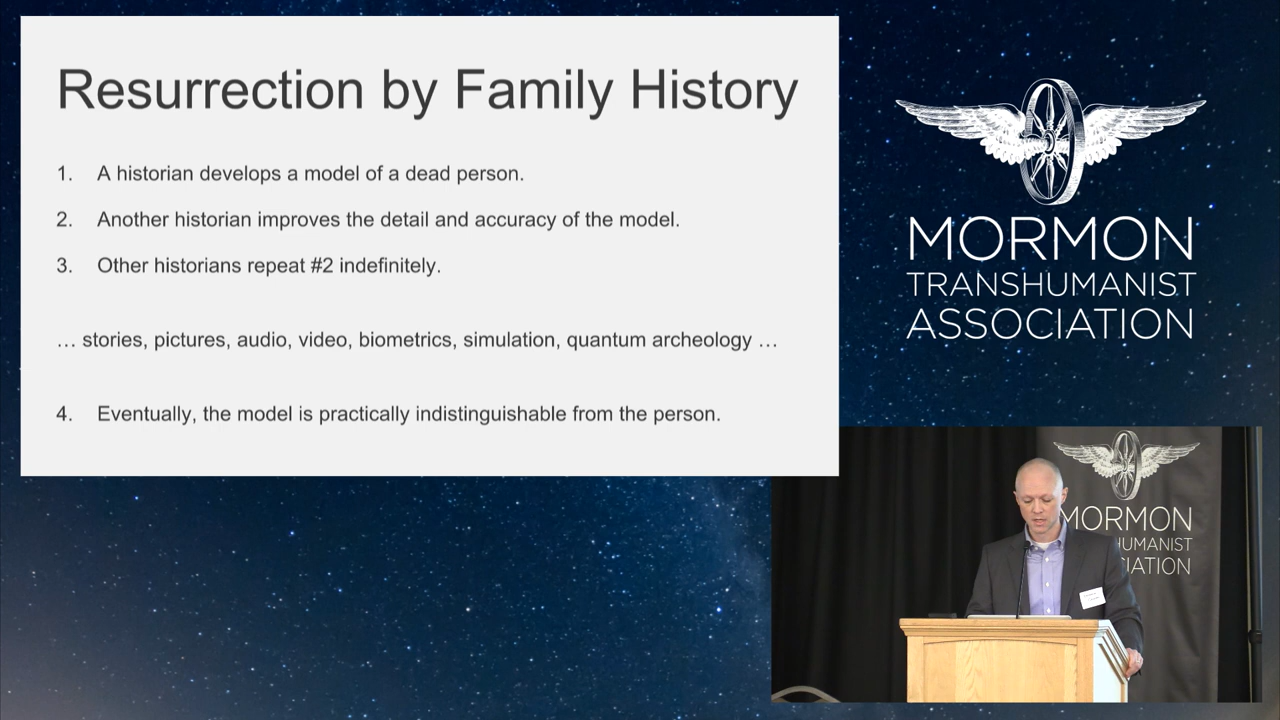 Resurrection by Family History
1. A historian develops a model of a dead person.
2. Another historian improves the detail and accuracy of the model.
3. Other historians repeat #2 indefinitely.
… stories, pictures, audio, video, biometrics, simulation, quantum archeology …
4. Eventually, the model is practically indistinguishable from the person.
MORMON
TRANSHUMANIST
ASSOCIATION
MORMON
HUMANIST
CIATION